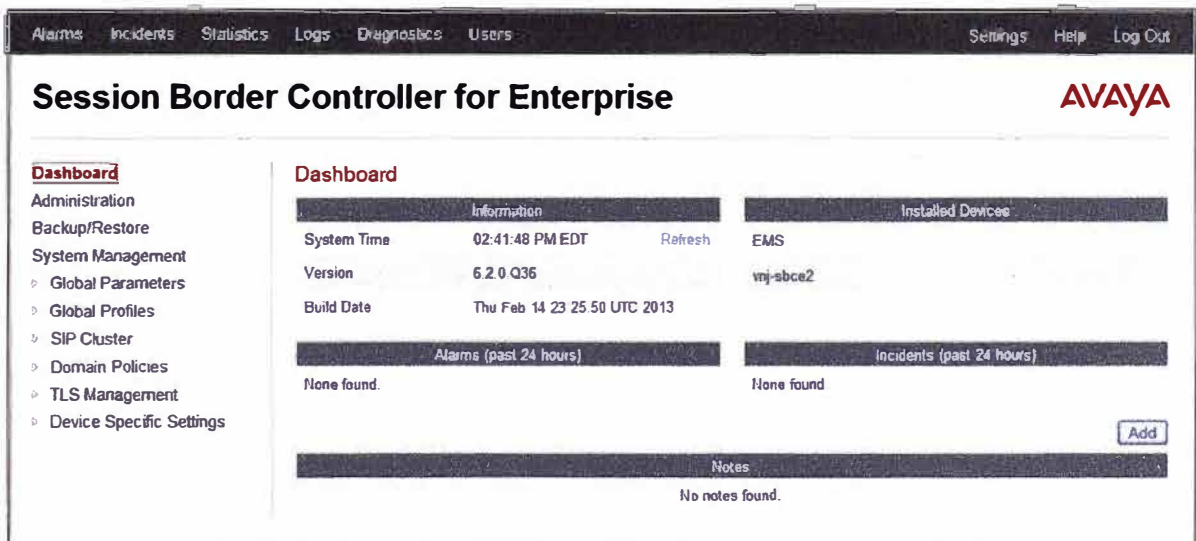 Alarms Incidents Statistics Logs Diagnostics Users Settings Help Log Out
Session Border Controller for Enterprise
AVAYA
Dashboard
Administration
Backup/Restore
System Management
Global Parameters
Global Profiles
SIP Cluster
Domain Policies
TLS Management
Device Specific Settings
Dashboard
Information
System Time 02:41:48 PM EDT Refresh
Version 6.2.0.Q36
Build Date Thu Feb 14 23:25:50 UTC 2013
Installed Devices
EMS
vnj-sbce2
Alarms (past 24 hours)
None found.
Incidents (past 24 hours)
None found
Add
Notes
No notes found.